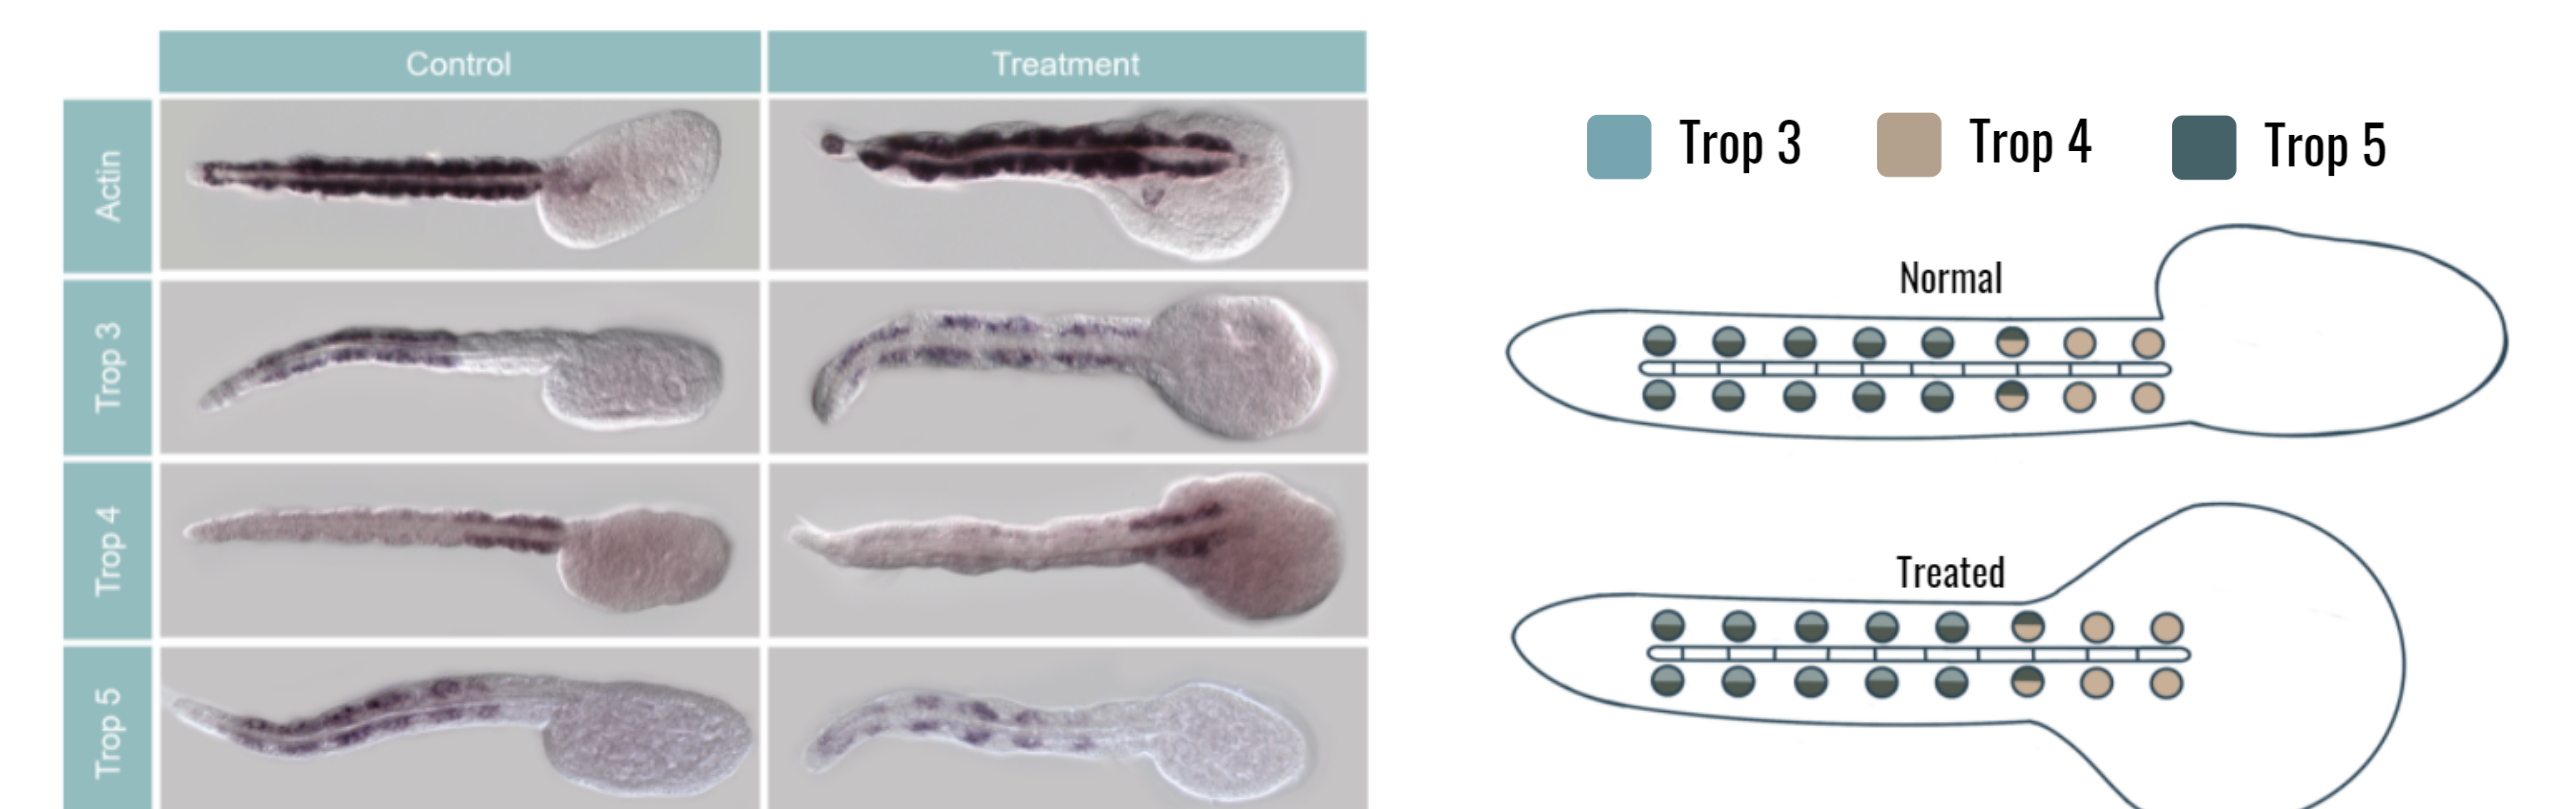 Control
Treatment
Actin
Trop 3
Trop 4
Trop 5
Trop 3
Trop 4
Trop 5
Normal
Treated